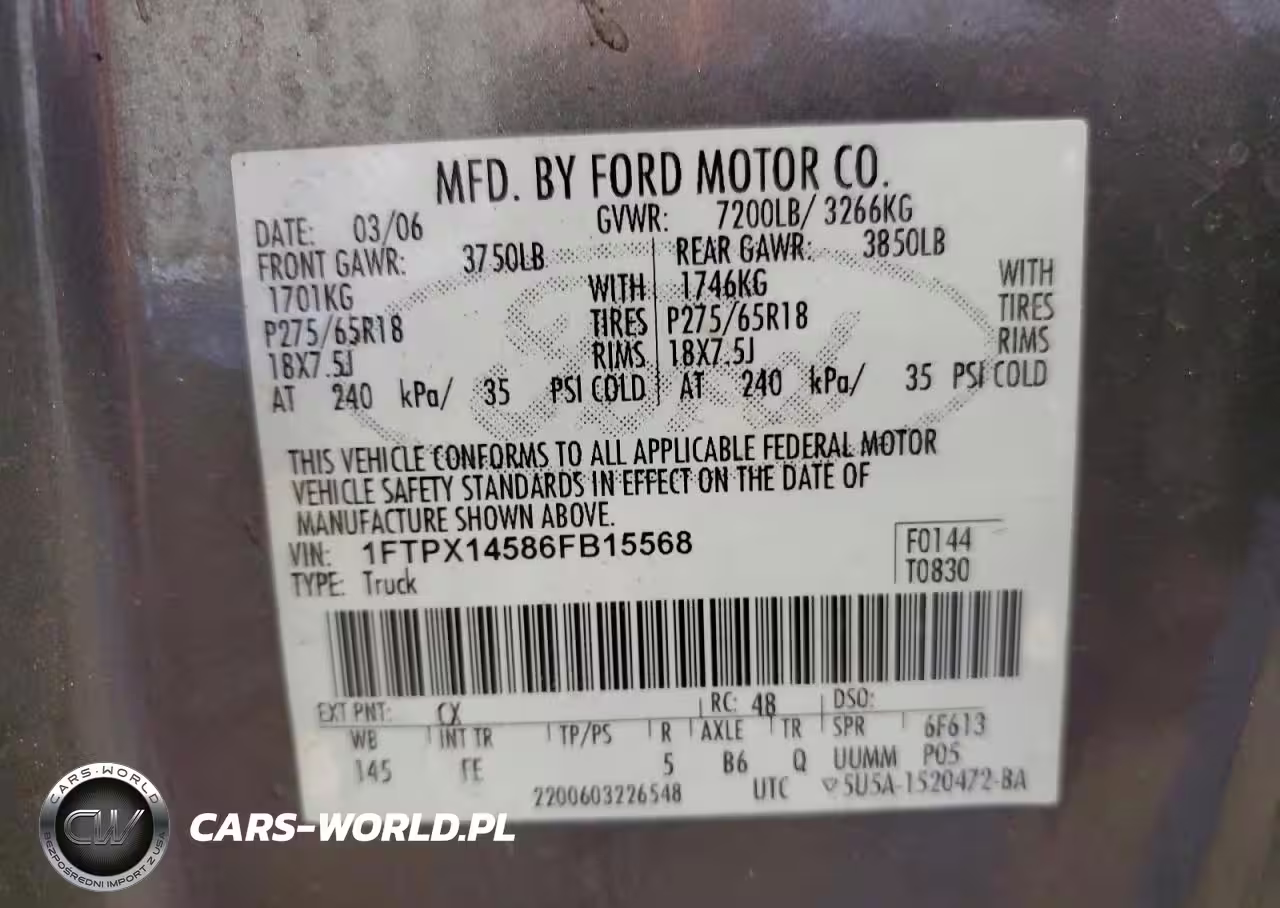 MFD. BY FORD MOTOR CO.
DATE: 03/06 GVWR: 7200LB/ 3266KG
FRONT GAWR: 3750LB REAR GAWR: 3850LB
1701KG WITH 1746KG WITH
P275/65R18 TIRES P275/65R18 TIRES
18X7.5J RIMS 18X7.5J RIMS
AT 240 kPa/ 35 PSI COLD AT 240 kPa/ 35 PSI COLD
THIS VEHICLE CONFORMS TO ALL APPLICABLE FEDERAL MOTOR
VEHICLE SAFETY STANDARDS IN EFFECT ON THE DATE OF
MANUFACTURE SHOWN ABOVE.
VIN: 1FTPX14586FB15568
TYPE: Truck
F0144
T0830
EXT PNT: CX RC: 48 DSO:
WB INT TR TP/PS R AXLE TR SPR 6F613
145 FE 5 B6 Q UUMM POS
2200603226548 UTC 5U5A-1520472-BA
CARS-WORLD
CW
BEZPOŚREDNI IMPORT Z USA
CARS-WORLD.PL